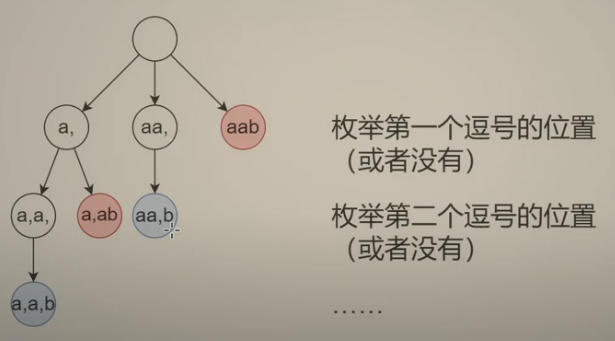 a,
aa,
aab
枚举第一个逗号的位置
（或者没有）
a,a,
a,ab
aa,b
枚举第二个逗号的位置
（或者没有）
a,a,b
……